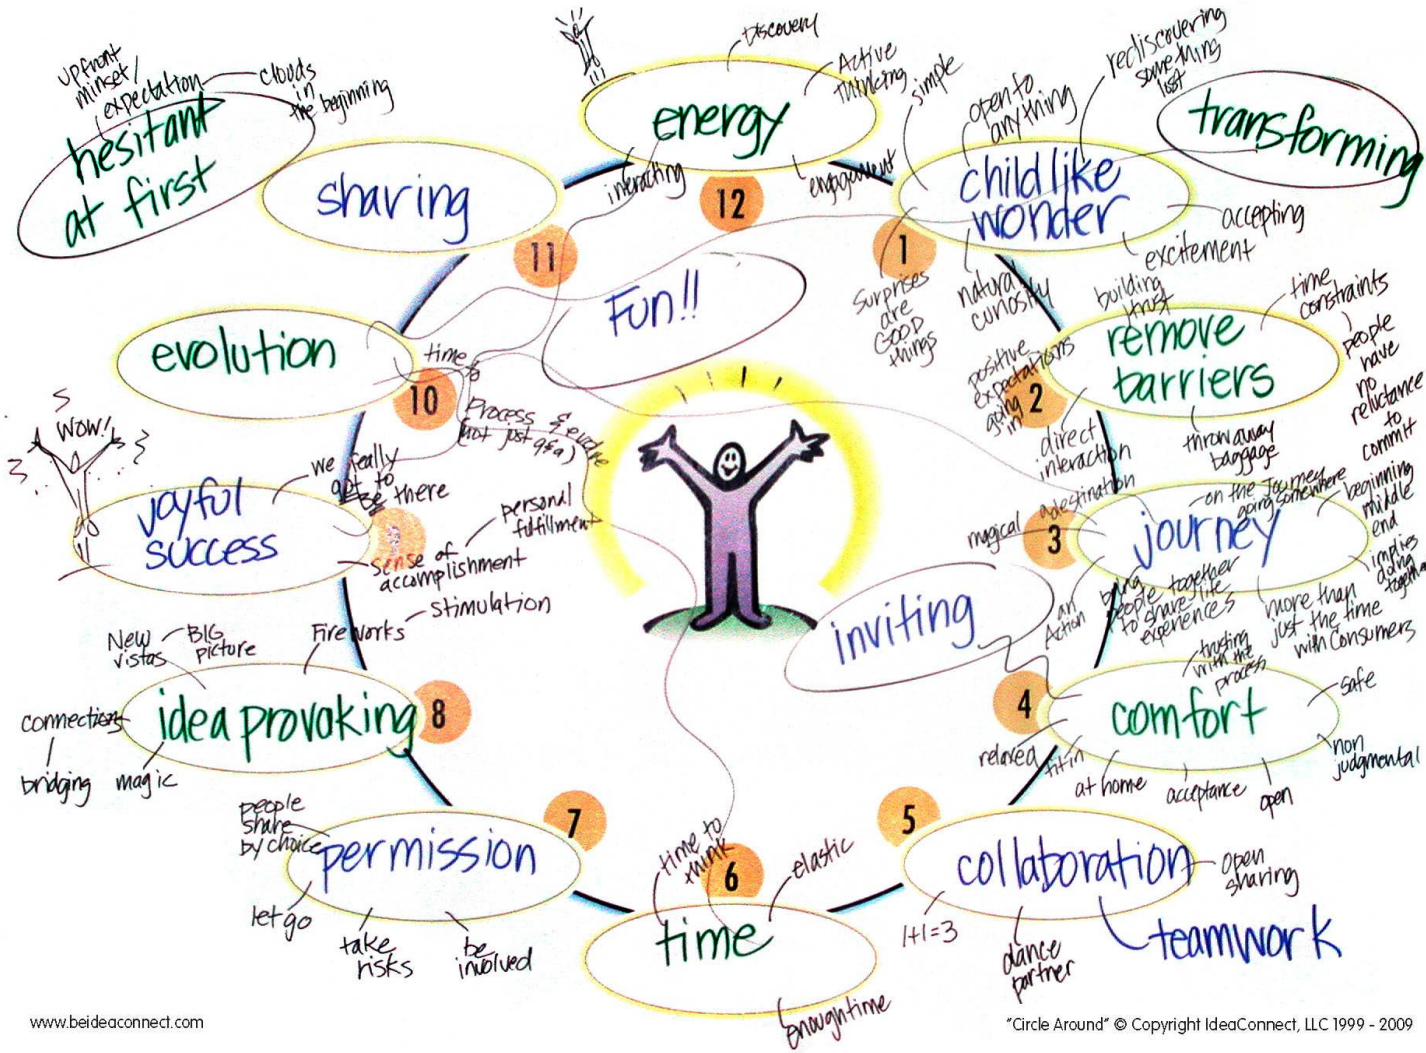 upfront
minset/
expectation
clouds
in
the beginning
hesitant
at first
sharing
energy
Discovery
Active
thinking
interacting
engagement
12
simple
open to
anything
rediscovering
something
lost
transforming
childlike
wonder
1
accepting
excitement
natural
curiosity
Surprises
are
GOOD
things
11
Fun!!
evolution
10
time
to
Process & evolve
(not just q&a)
building
trust
remove
barriers
time
constraints
people
have
no
reluctance
to
commit
positive
expectations
going
in
2
direct
interaction
throw away
baggage
WOW!
joyful
success
we really
got to
Be there
personal
fulfillment
sense of
accomplishment
on the journey
going somewhere
beginning
middle
end
implies
doing
together
a destination
magical
3
journey
bring
people together
to share life
experiences
an
Action
more than
just the time
with Consumers
inviting
stimulation
Fireworks
New
vistas
BIG
picture
idea provoking
8
connections
bridging
magic
trusting
with the
process
4
comfort
safe
non
judgmental
relaxed
fit in
at home
acceptance
open
people
share
by choice
permission
7
let go
take
risks
be
involved
time to
think
6
elastic
time
enough time
5
collaboration
open
sharing
1+1=3
dance
partner
teamwork
www.beideaconnect.com
"Circle Around" © Copyright IdeaConnect, LLC 1999 - 2009